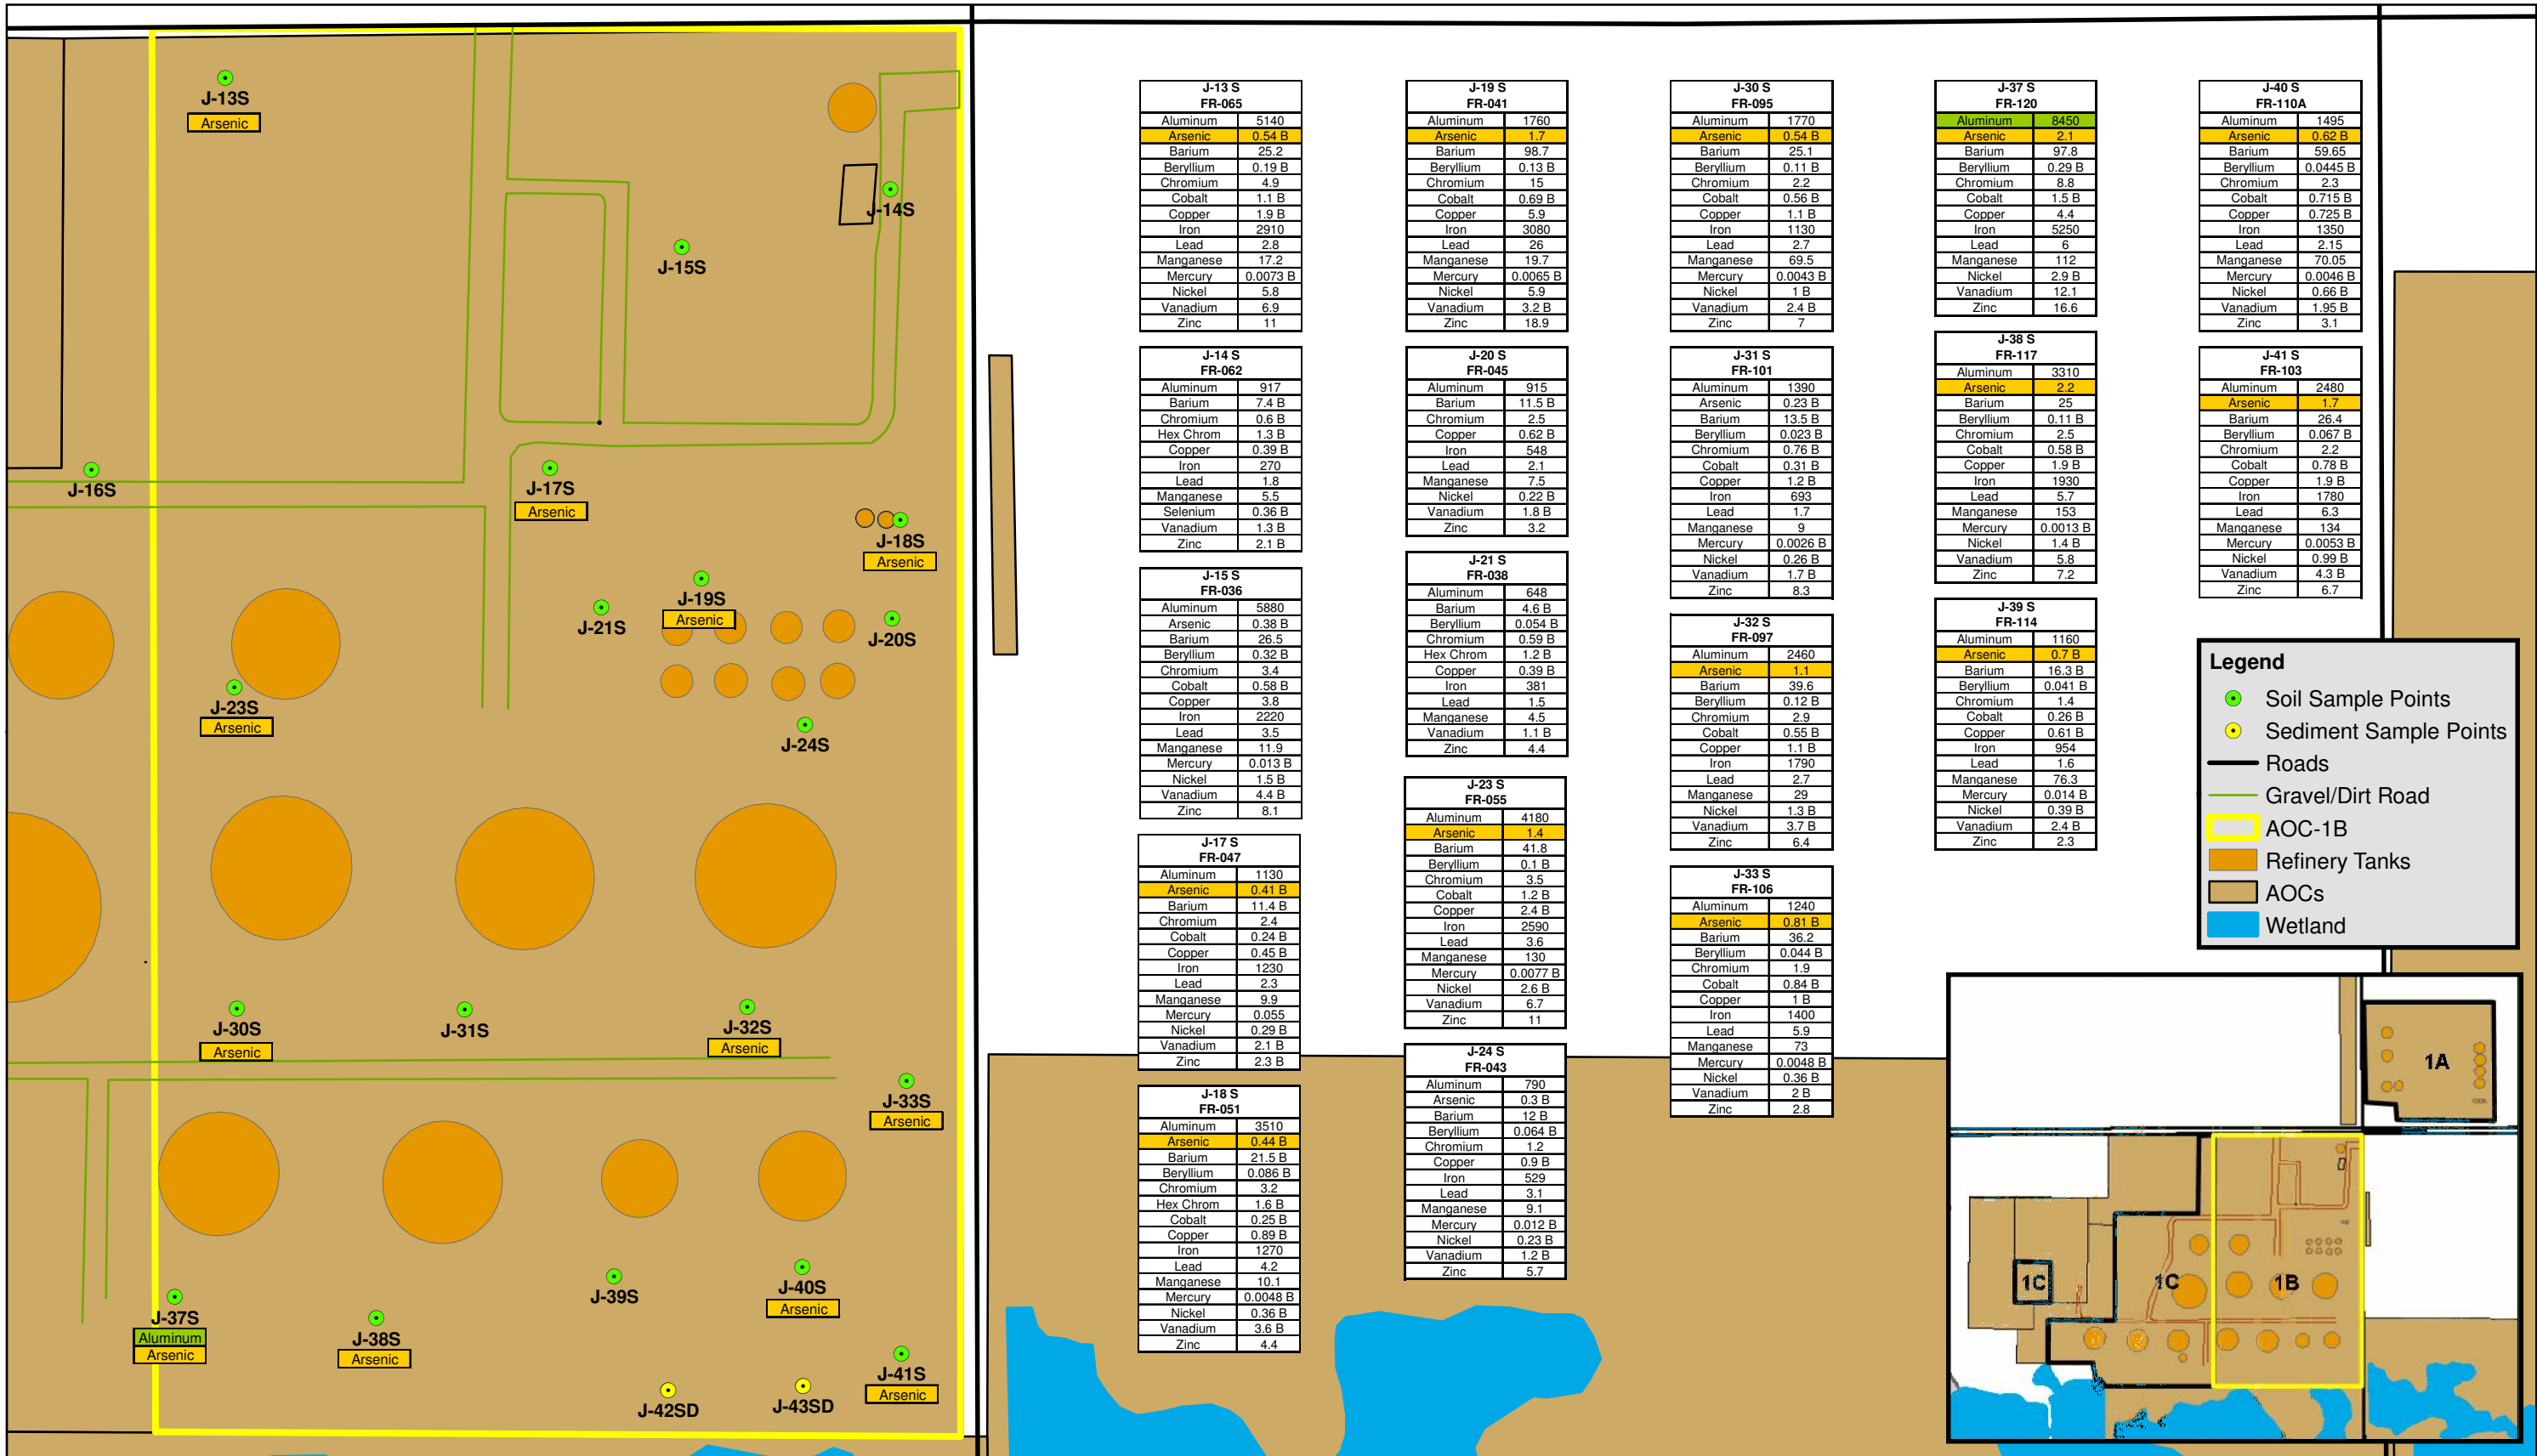 J-13S
Arsenic
J-14S
J-15S
J-16S
J-17S
Arsenic
J-18S
Arsenic
J-19S
Arsenic
J-21S
J-20S
J-23S
Arsenic
J-24S
J-30S
Arsenic
J-31S
J-32S
Arsenic
J-33S
Arsenic
J-37S
Aluminum
Arsenic
J-38S
Arsenic
J-39S
J-40S
Arsenic
J-41S
Arsenic
J-42SD
J-43SD
J-13 S
FR-065
Aluminum 5140
Arsenic 0.54 B
Barium 25.2
Beryllium 0.19 B
Chromium 4.9
Cobalt 1.1 B
Copper 1.9 B
Iron 2910
Lead 2.8
Manganese 17.2
Mercury 0.0073 B
Nickel 5.8
Vanadium 6.9
Zinc 11
J-14 S
FR-062
Aluminum 917
Barium 7.4 B
Chromium 0.6 B
Hex Chrom 1.3 B
Copper 0.39 B
Iron 270
Lead 1.8
Manganese 5.5
Selenium 0.36 B
Vanadium 1.3 B
Zinc 2.1 B
J-15 S
FR-036
Aluminum 5880
Arsenic 0.38 B
Barium 26.5
Beryllium 0.32 B
Chromium 3.4
Cobalt 0.58 B
Copper 3.8
Iron 2220
Lead 3.5
Manganese 11.9
Mercury 0.013 B
Nickel 1.5 B
Vanadium 4.4 B
Zinc 8.1
J-17 S
FR-047
Aluminum 1130
Arsenic 0.41 B
Barium 11.4 B
Chromium 2.4
Cobalt 0.24 B
Copper 0.45 B
Iron 1230
Lead 2.3
Manganese 9.9
Mercury 0.055
Nickel 0.29 B
Vanadium 2.1 B
Zinc 2.3 B
J-18 S
FR-051
Aluminum 3510
Arsenic 0.44 B
Barium 21.5 B
Beryllium 0.086 B
Chromium 3.2
Hex Chrom 1.6 B
Cobalt 0.25 B
Copper 0.89 B
Iron 1270
Lead 4.2
Manganese 10.1
Mercury 0.0048 B
Nickel 0.36 B
Vanadium 3.6 B
Zinc 4.4
J-19 S
FR-041
Aluminum 1760
Arsenic 1.7
Barium 98.7
Beryllium 0.13 B
Chromium 15
Cobalt 0.69 B
Copper 5.9
Iron 3080
Lead 26
Manganese 19.7
Mercury 0.0065 B
Nickel 5.9
Vanadium 3.2 B
Zinc 18.9
J-20 S
FR-045
Aluminum 915
Barium 11.5 B
Chromium 2.5
Copper 0.62 B
Iron 548
Lead 2.1
Manganese 7.5
Nickel 0.22 B
Vanadium 1.8 B
Zinc 3.2
J-21 S
FR-038
Aluminum 648
Barium 4.6 B
Beryllium 0.054 B
Chromium 0.59 B
Hex Chrom 1.2 B
Copper 0.39 B
Iron 381
Lead 1.5
Manganese 4.5
Vanadium 1.1 B
Zinc 4.4
J-23 S
FR-055
Aluminum 4180
Arsenic 1.4
Barium 41.8
Beryllium 0.1 B
Chromium 3.5
Cobalt 1.2 B
Copper 2.4 B
Iron 2590
Lead 3.6
Manganese 130
Mercury 0.0077 B
Nickel 2.6 B
Vanadium 6.7
Zinc 11
J-24 S
FR-043
Aluminum 790
Arsenic 0.3 B
Barium 12 B
Beryllium 0.064 B
Chromium 1.2
Copper 0.9 B
Iron 529
Lead 3.1
Manganese 9.1
Mercury 0.012 B
Nickel 0.23 B
Vanadium 1.2 B
Zinc 5.7
J-30 S
FR-095
Aluminum 1770
Arsenic 0.54 B
Barium 25.1
Beryllium 0.11 B
Chromium 2.2
Cobalt 0.56 B
Copper 1.1 B
Iron 1130
Lead 2.7
Manganese 69.5
Mercury 0.0043 B
Nickel 1 B
Vanadium 2.4 B
Zinc 7
J-31 S
FR-101
Aluminum 1390
Arsenic 0.23 B
Barium 13.5 B
Beryllium 0.023 B
Chromium 0.76 B
Cobalt 0.31 B
Copper 1.2 B
Iron 693
Lead 1.7
Manganese 9
Mercury 0.0026 B
Nickel 0.26 B
Vanadium 1.7 B
Zinc 8.3
J-32 S
FR-097
Aluminum 2460
Arsenic 1.1
Barium 39.6
Beryllium 0.12 B
Chromium 2.9
Cobalt 0.55 B
Copper 1.1 B
Iron 1790
Lead 2.7
Manganese 29
Nickel 1.3 B
Vanadium 3.7 B
Zinc 6.4
J-33 S
FR-106
Aluminum 1240
Arsenic 0.81 B
Barium 36.2
Beryllium 0.044 B
Chromium 1.9
Cobalt 0.84 B
Copper 1 B
Iron 1400
Lead 5.9
Manganese 73
Mercury 0.0048 B
Nickel 0.36 B
Vanadium 2 B
Zinc 2.8
J-37 S
FR-120
Aluminum 8450
Arsenic 2.1
Barium 97.8
Beryllium 0.29 B
Chromium 8.8
Cobalt 1.5 B
Copper 4.4
Iron 5250
Lead 6
Manganese 112
Nickel 2.9 B
Vanadium 12.1
Zinc 16.6
J-38 S
FR-117
Aluminum 3310
Arsenic 2.2
Barium 25
Beryllium 0.11 B
Chromium 2.5
Cobalt 0.58 B
Copper 1.9 B
Iron 1930
Lead 5.7
Manganese 153
Mercury 0.0013 B
Nickel 1.4 B
Vanadium 5.8
Zinc 7.2
J-39 S
FR-114
Aluminum 1160
Arsenic 0.7 B
Barium 16.3 B
Beryllium 0.041 B
Chromium 1.4
Cobalt 0.26 B
Copper 0.61 B
Iron 954
Lead 1.6
Manganese 76.3
Mercury 0.014 B
Nickel 0.39 B
Vanadium 2.4 B
Zinc 2.3
J-40 S
FR-110A
Aluminum 1495
Arsenic 0.62 B
Barium 59.65
Beryllium 0.0445 B
Chromium 2.3
Cobalt 0.715 B
Copper 0.725 B
Iron 1350
Lead 2.15
Manganese 70.05
Mercury 0.0046 B
Nickel 0.66 B
Vanadium 1.95 B
Zinc 3.1
J-41 S
FR-103
Aluminum 2480
Arsenic 1.7
Barium 26.4
Beryllium 0.067 B
Chromium 2.2
Cobalt 0.78 B
Copper 1.9 B
Iron 1780
Lead 6.3
Manganese 134
Mercury 0.0053 B
Nickel 0.99 B
Vanadium 4.3 B
Zinc 6.7
Legend
Soil Sample Points
Sediment Sample Points
Roads
Gravel/Dirt Road
AOC-1B
Refinery Tanks
AOCs
Wetland
1A
1C
1C
1B